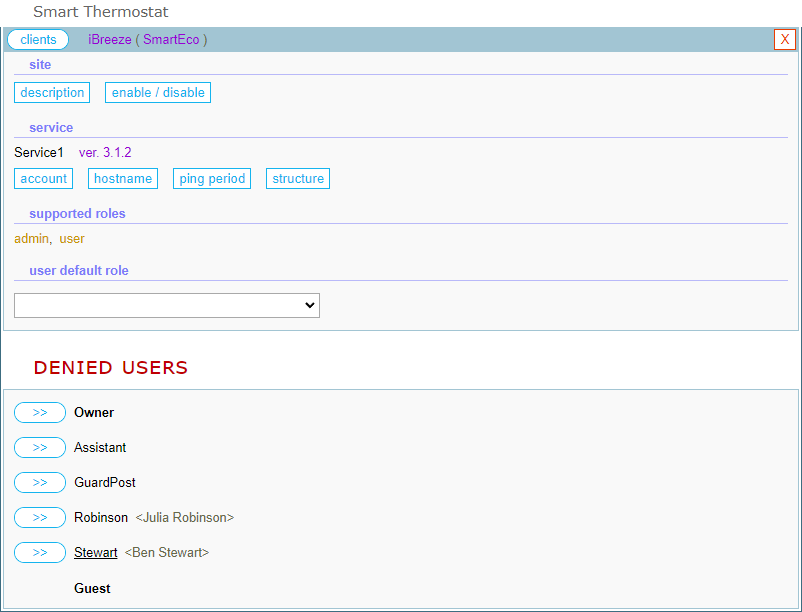 Smart Thermostat
clients iBreeze ( SmartEco ) X
site
description enable / disable
service
Service1 ver. 3.1.2
account hostname ping period structure
supported roles
admin, user
user default role
DENIED USERS
>> Owner
>> Assistant
>> GuardPost
>> Robinson <Julia Robinson>
>> Stewart <Ben Stewart>
Guest